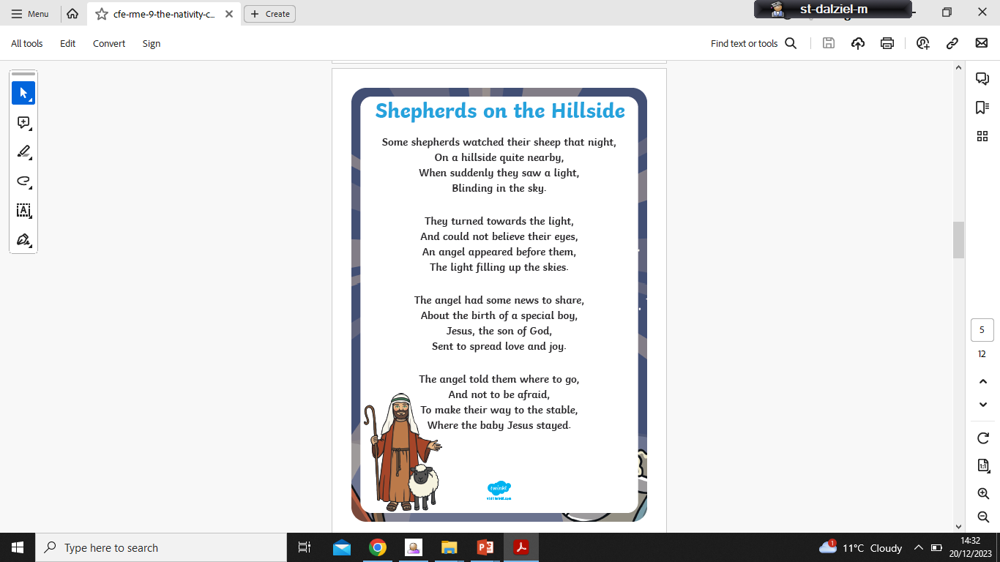 Menu
cfe-rme-9-the-nativity-c...
Create
st-dalziel-m
All tools
Edit
Convert
Sign
Find text or tools
Shepherds on the Hillside
Some shepherds watched their sheep that night,
On a hillside quite nearby,
When suddenly they saw a light,
Blinding in the sky.
They turned towards the light,
And could not believe their eyes,
An angel appeared before them,
The light filling up the skies.
The angel had some news to share,
About the birth of a special boy,
Jesus, the son of God,
Sent to spread love and joy.
The angel told them where to go,
And not to be afraid,
To make their way to the stable,
Where the baby Jesus stayed.
twinkl
visit twinkl.com
5
12
1:1
Type here to search
1
11°C Cloudy
14:32
20/12/2023